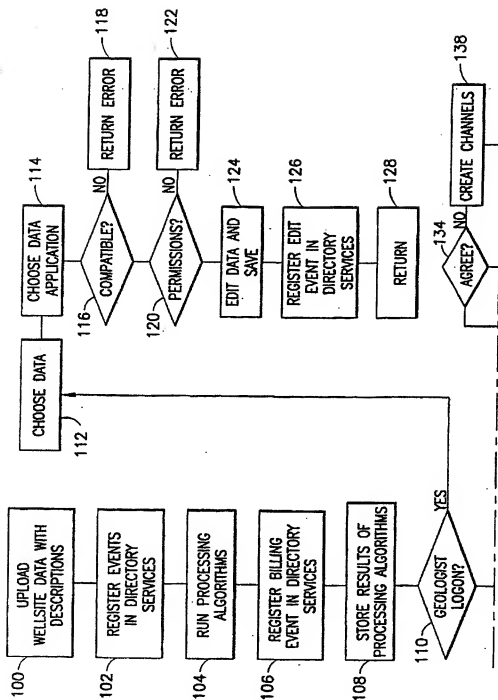 100
UPLOAD
WELLSITE DATA WITH
DESCRIPTIONS
102
REGISTER EVENTS
IN DIRECTORY
SERVICES
104
RUN PROCESSING
ALGORITHMS
106
REGISTER BILLING
EVENT IN DIRECTORY
SERVICES
108
STORE RESULTS OF
PROCESSING ALGORITHMS
110
GEOLOGIST
LOGON?
YES
CHOOSE DATA
112
CHOOSE DATA
APPLICATION
114
COMPATIBLE?
116
NO
RETURN ERROR
118
PERMISSIONS?
120
NO
RETURN ERROR
122
EDIT DATA AND
SAVE
124
REGISTER EDIT
EVENT IN
DIRECTORY
SERVICES
126
RETURN
128
AGREE?
134
NO
CREATE CHANNELS
138